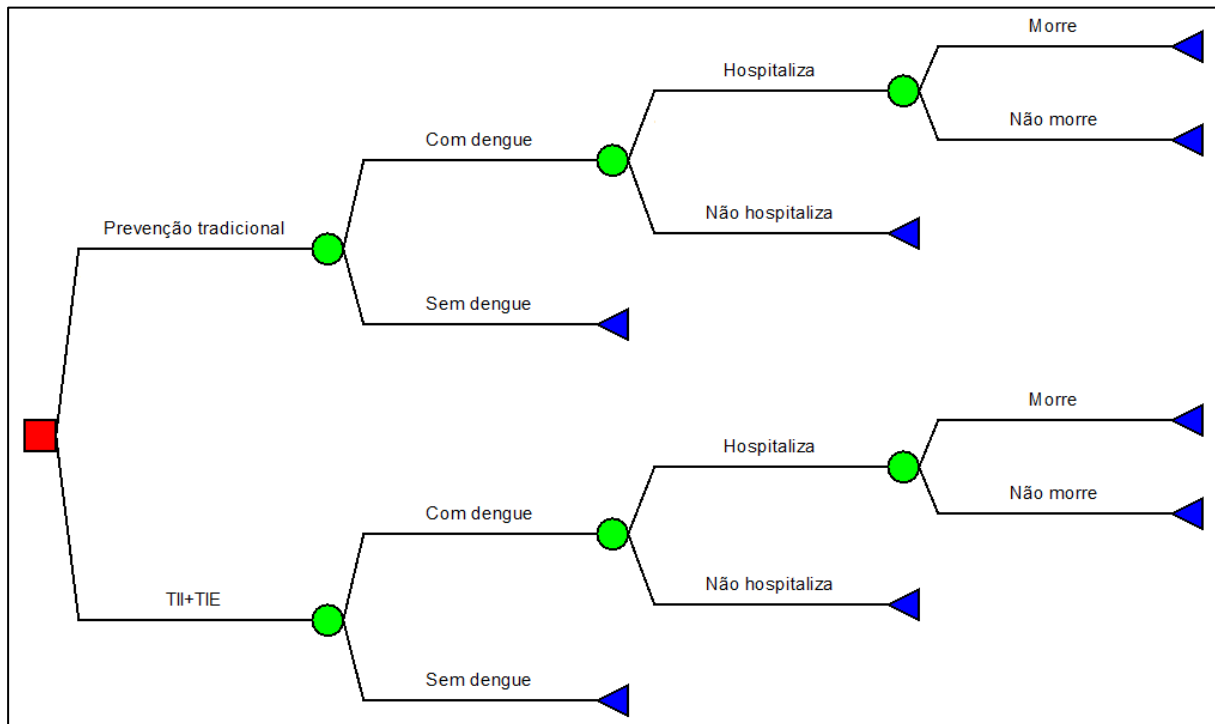 Morre
Hospitaliza
Não morre
Com dengue
Não hospitaliza
Prevenção tradicional
Sem dengue
Morre
Hospitaliza
Não morre
Com dengue
Não hospitaliza
TII+TIE
Sem dengue